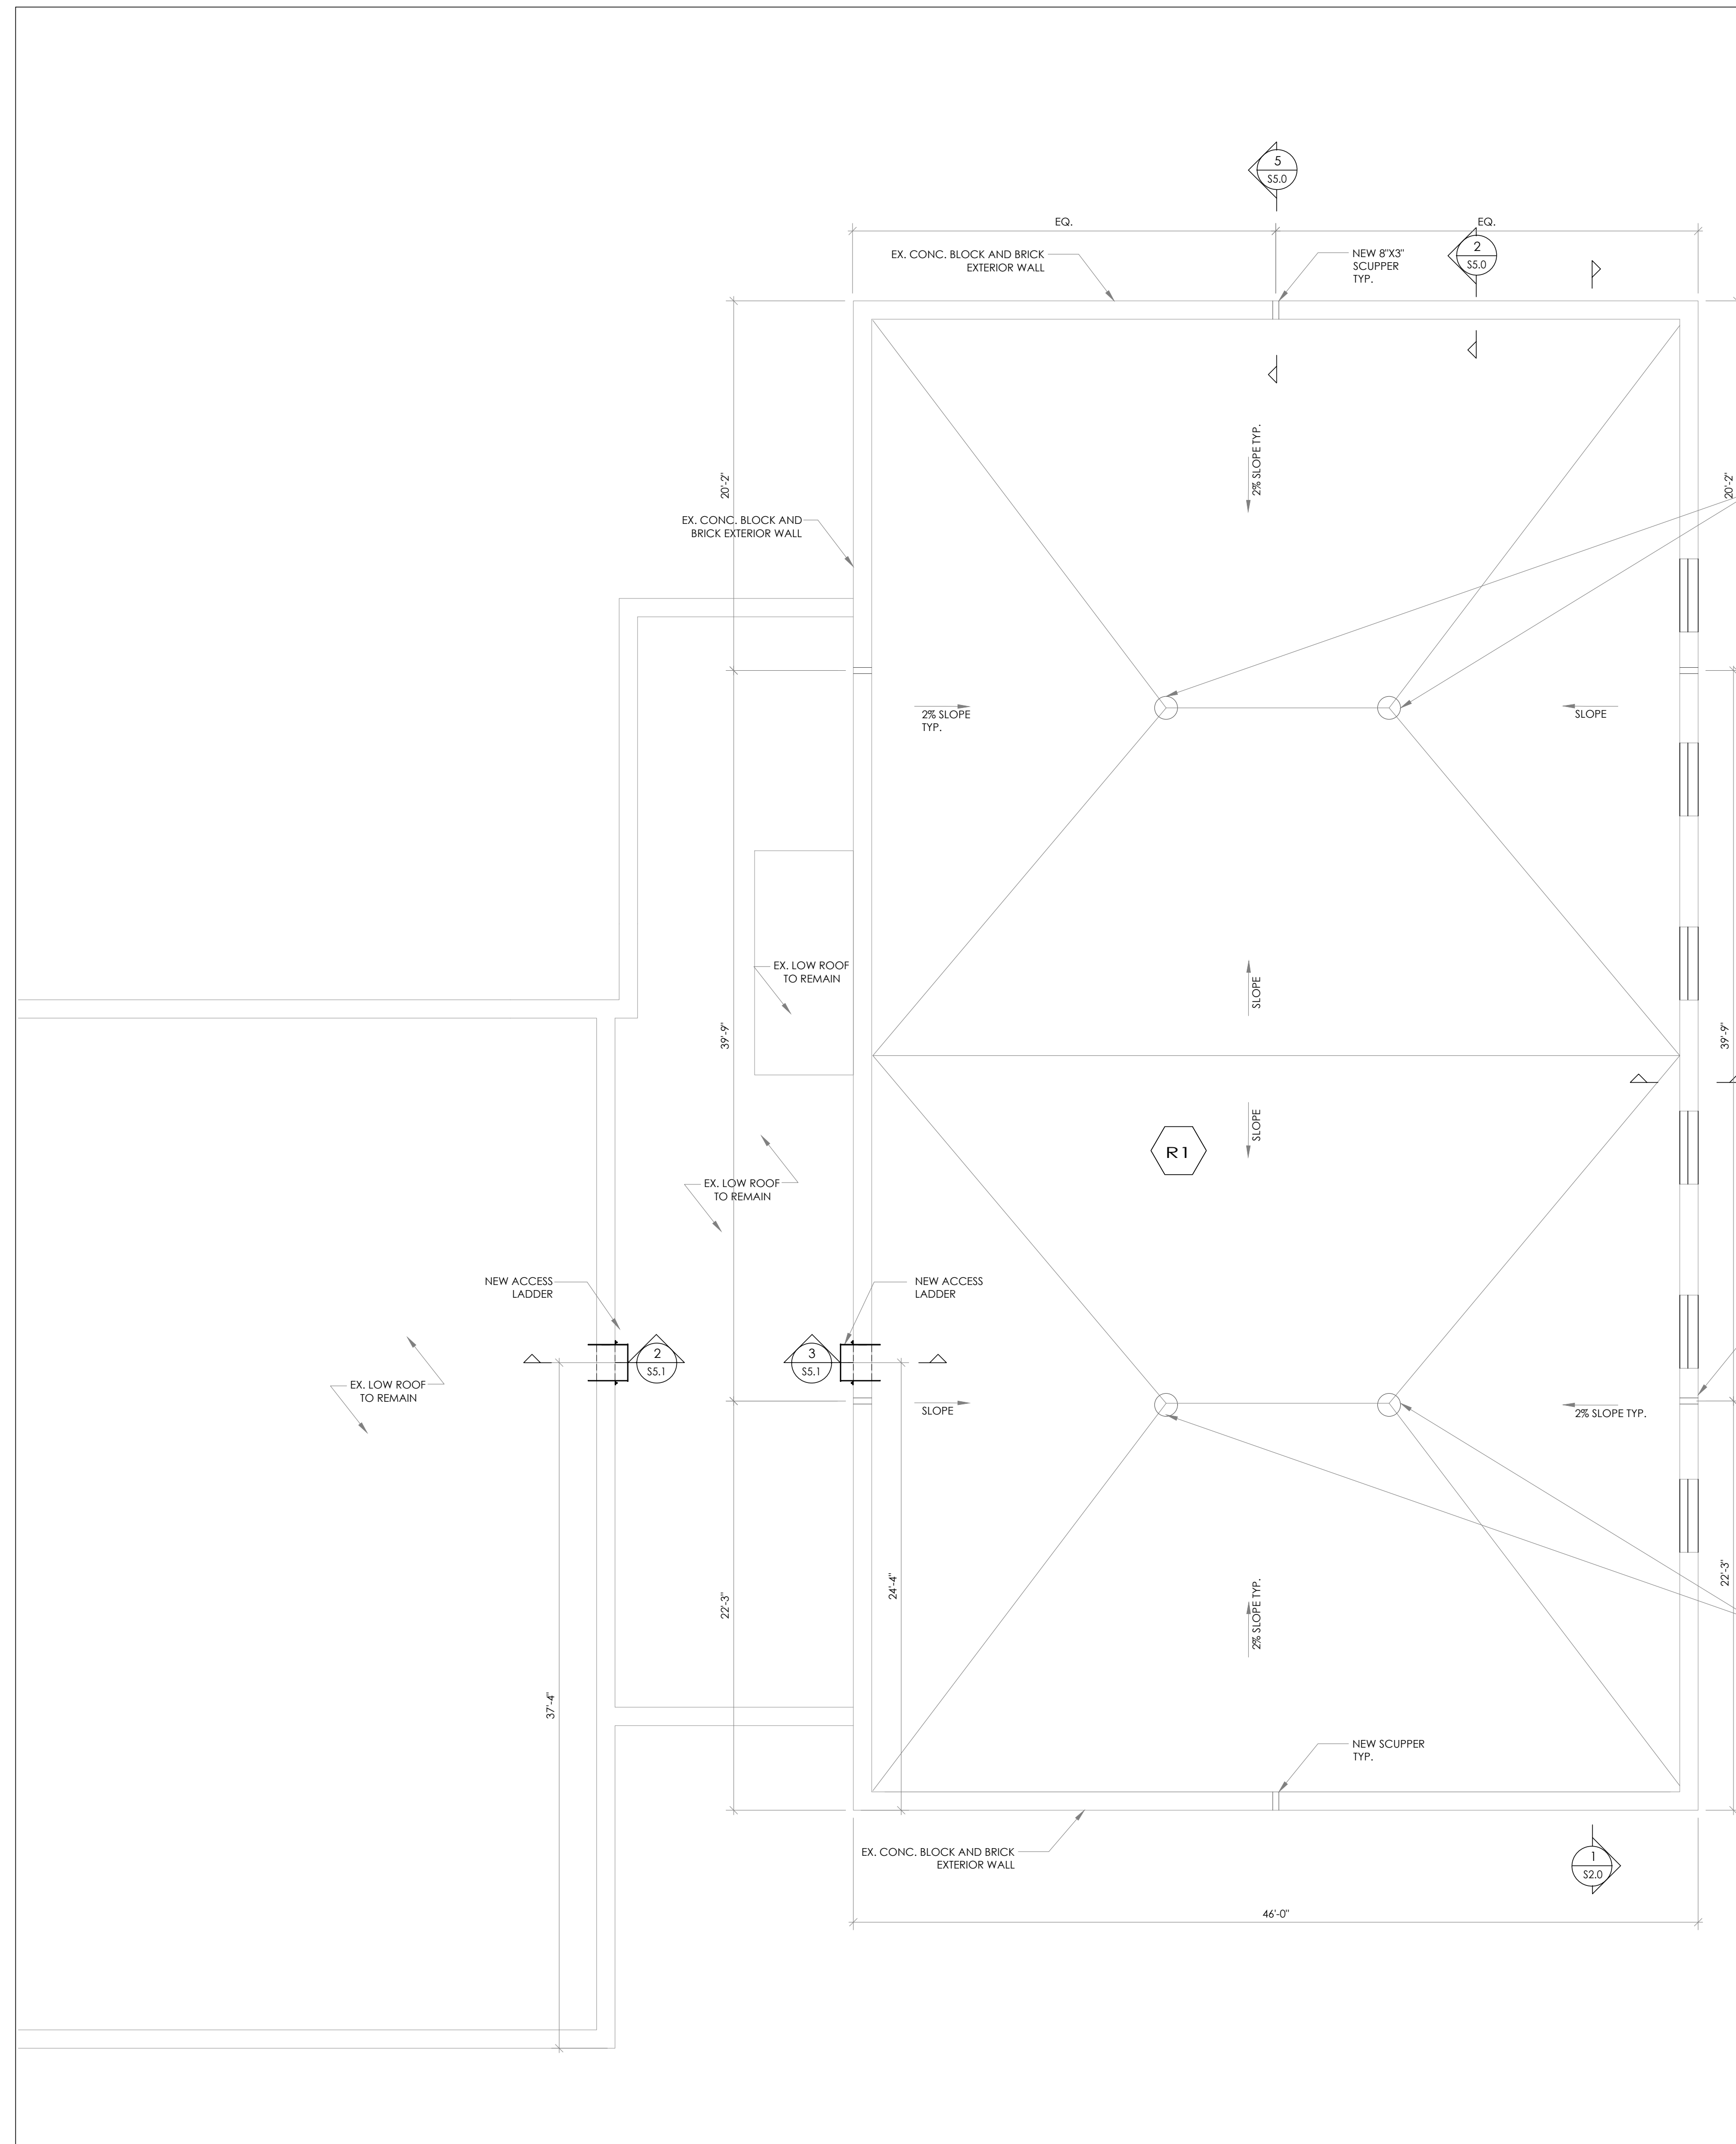 5
S5.0
EQ.
EQ.
EX. CONC. BLOCK AND BRICK
EXTERIOR WALL
NEW 8"X3"
SCUPPER
TYP.
2
S5.0
2% SLOPE TYP.
20'-2"
20'-2"
EX. CONC. BLOCK AND
BRICK EXTERIOR WALL
2% SLOPE
TYP.
SLOPE
EX. LOW ROOF
TO REMAIN
SLOPE
39'-9"
39'-9"
SLOPE
R1
EX. LOW ROOF
TO REMAIN
NEW ACCESS
LADDER
NEW ACCESS
LADDER
2
S5.1
3
S5.1
EX. LOW ROOF
TO REMAIN
SLOPE
2% SLOPE TYP.
22'-3"
24'-4"
2% SLOPE TYP.
22'-3"
37'-4"
NEW SCUPPER
TYP.
EX. CONC. BLOCK AND BRICK
EXTERIOR WALL
1
S2.0
46'-0"